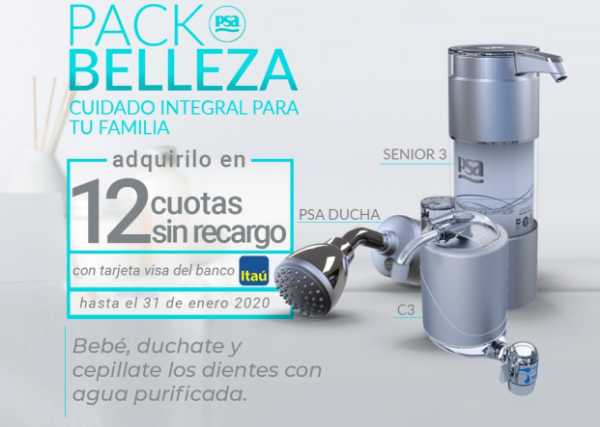 PACK psa
BELLEZA
CUIDADO INTEGRAL PARA
TU FAMILIA
adquirilo en
12 cuotas
sin recargo
con tarjeta visa del banco Itaú
hasta el 31 de enero 2020
Bebé, duchate y
cepillate los dientes con
agua purificada.
SENIOR 3
psa
PSA DUCHA
C3